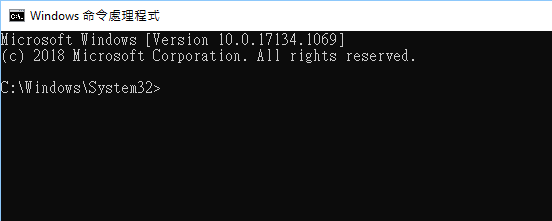 Windows 命令處理程式
Microsoft Windows [Version 10.0.17134.1069]
(c) 2018 Microsoft Corporation. All rights reserved.
C:\Windows\System32>